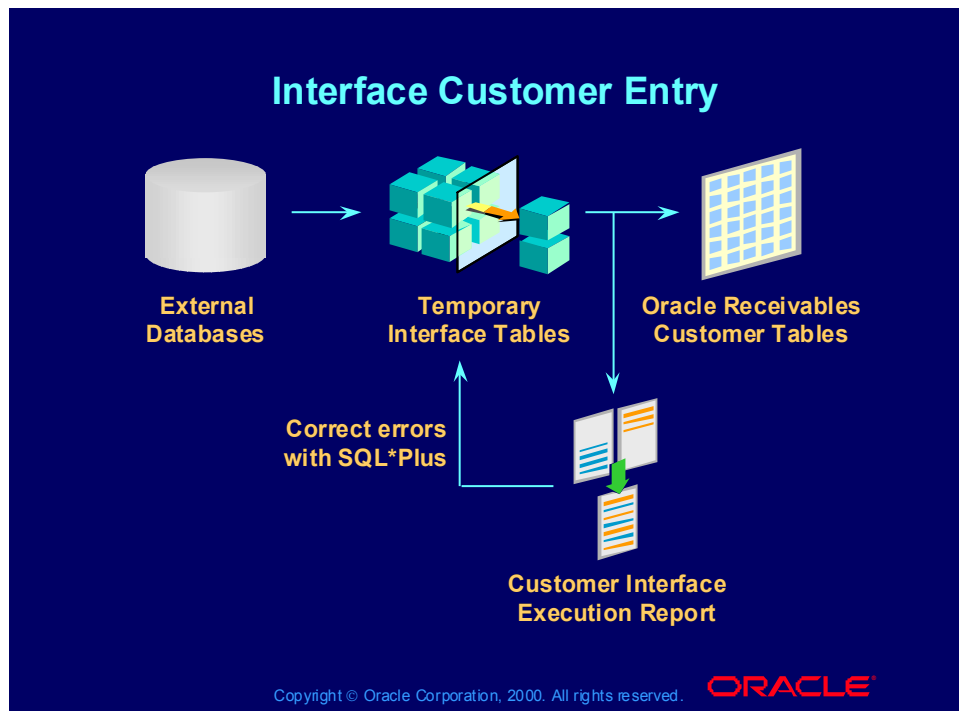 Interface Customer Entry
External
Databases
Temporary
Interface Tables
Oracle Receivables
Customer Tables
Correct errors
with SQL*Plus
Customer Interface
Execution Report
Copyright © Oracle Corporation, 2000. All rights reserved.
ORACLE®